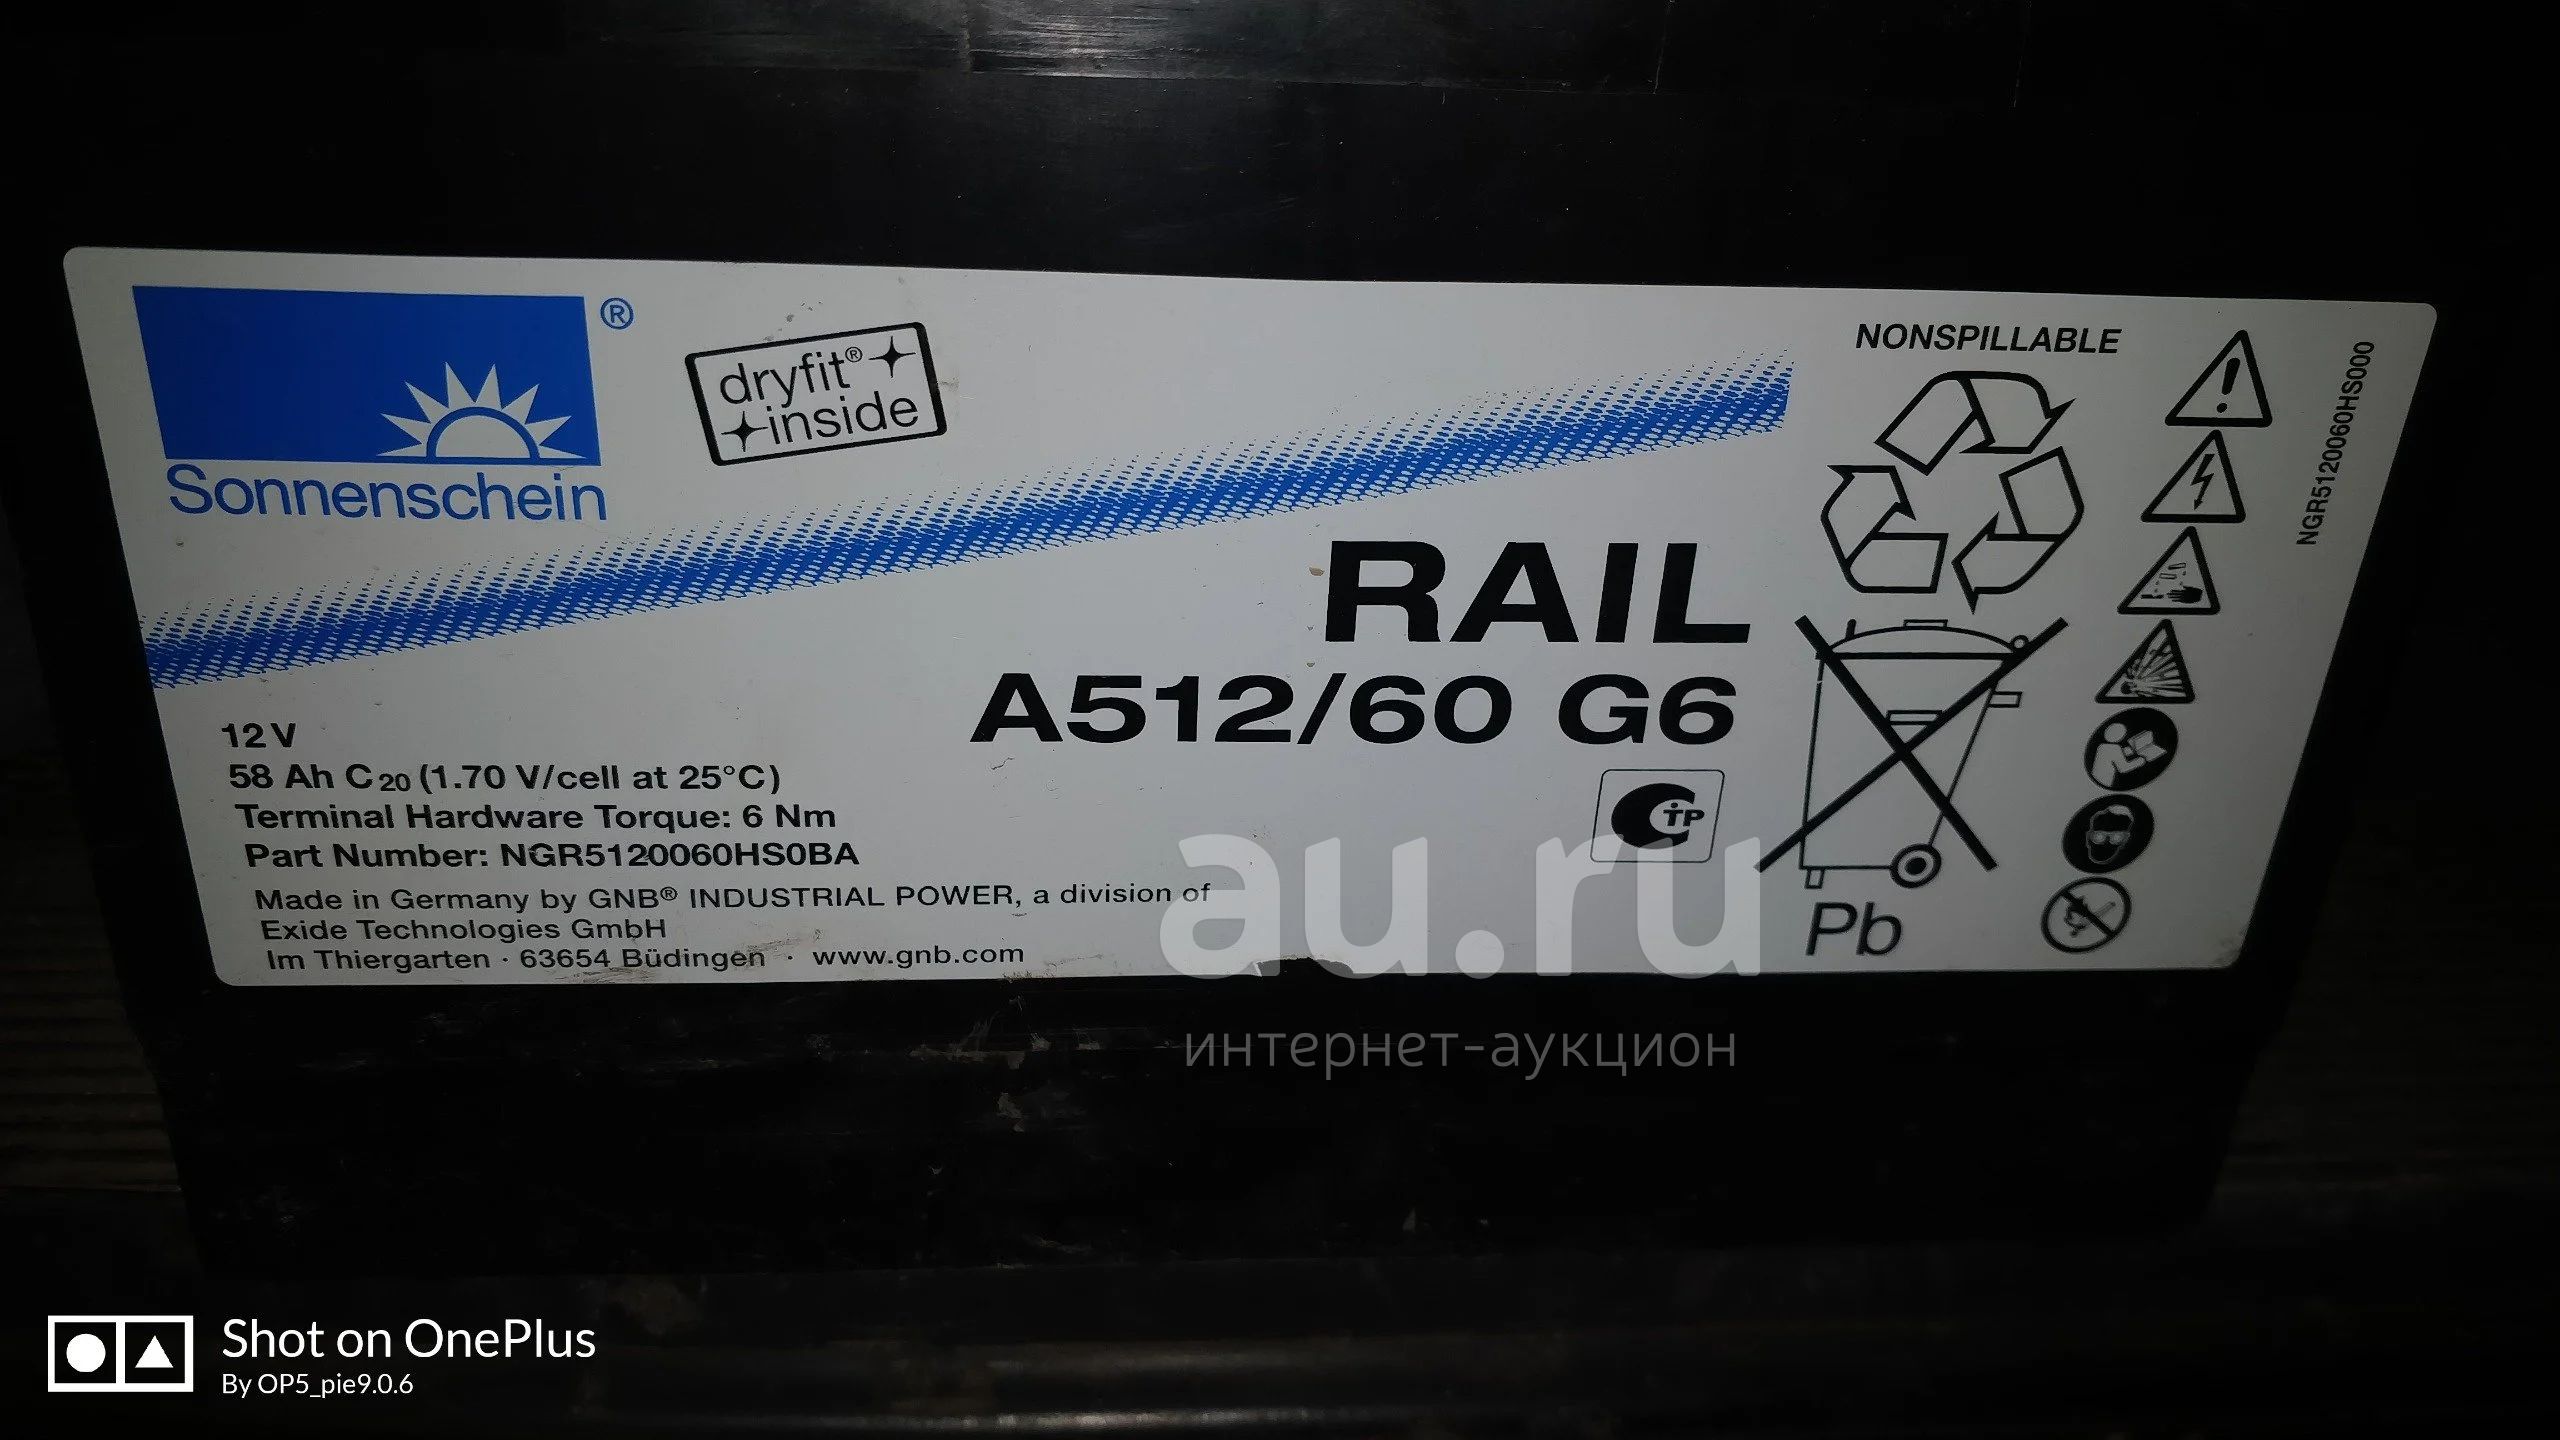 Sonnenschein®
dryfit®
inside
NONSPILLABLE
NGR5120060HS000
RAIL
A512/60 G6
12 V
58 Ah C20 (1.70 V/cell at 25°C)
Terminal Hardware Torque: 6 Nm
Part Number: NGR5120060HS0BA
Made in Germany by GNB® INDUSTRIAL POWER, a division of
Exide Technologies GmbH
Im Thiergarten · 63654 Büdingen · www.gnb.com
СТР
Pb
au.ru
интернет-аукцион
Shot on OnePlus
By OP5_pie9.0.6